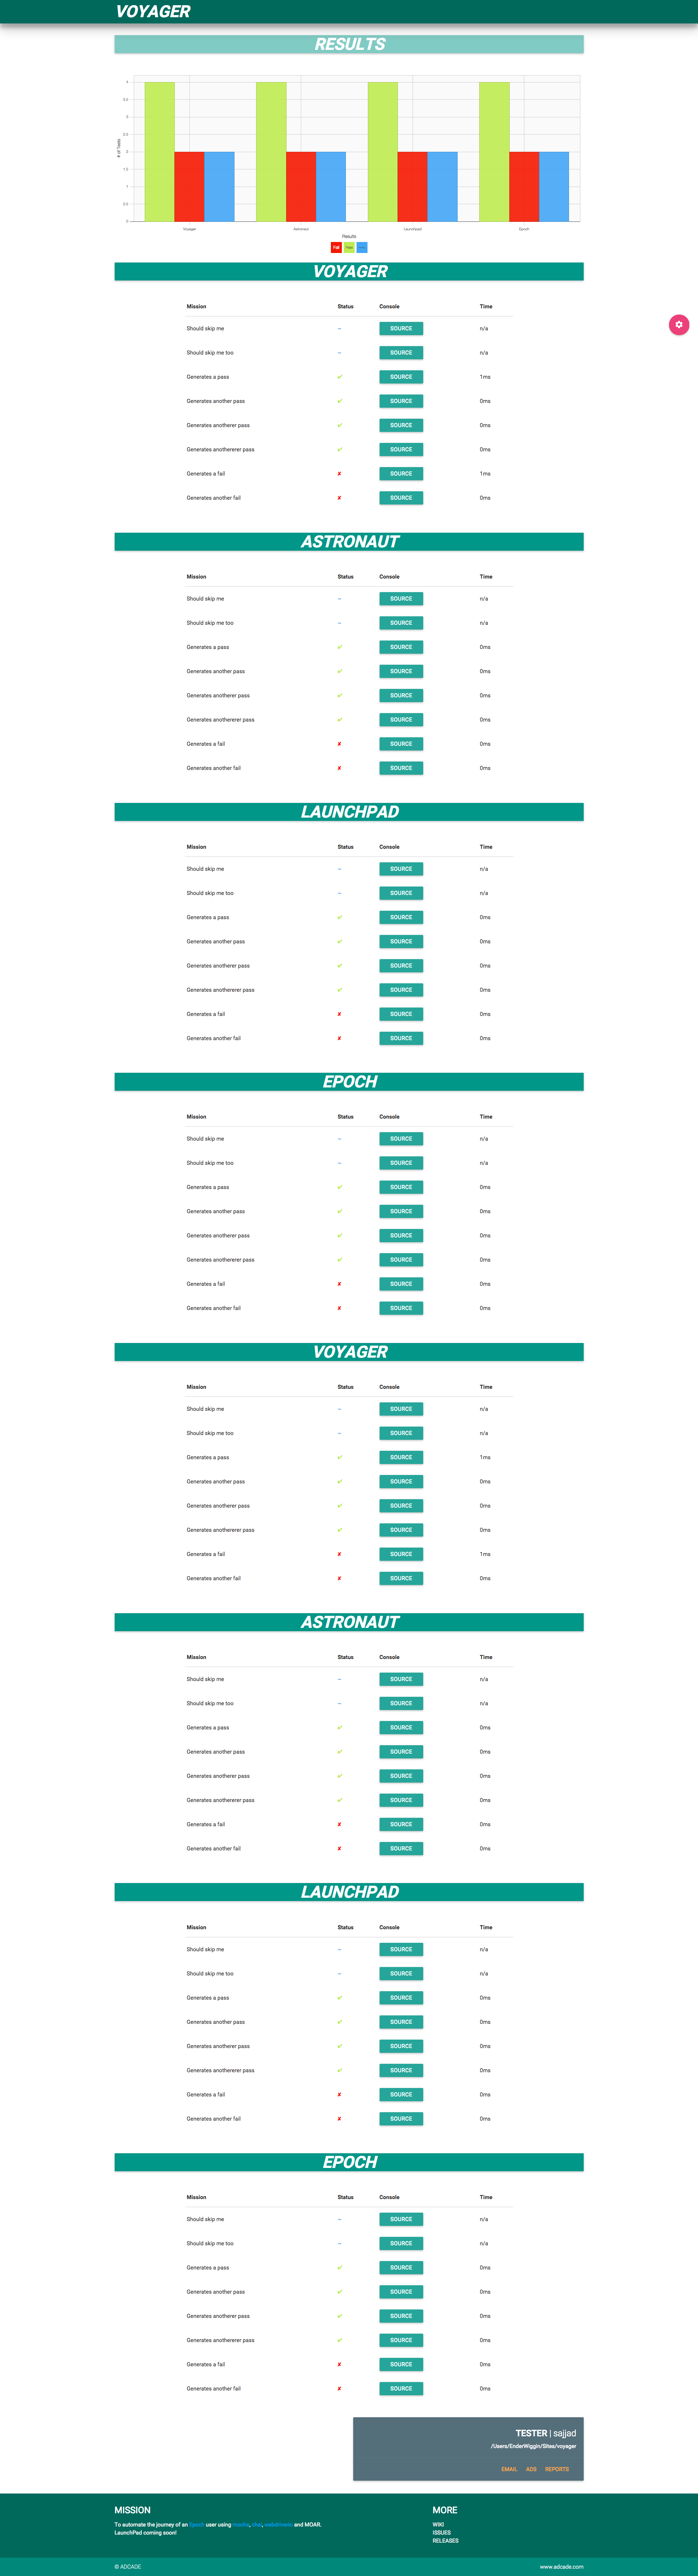 VOYAGER
RESULTS
4
3.5
3
2.5
2
1.5
1
0.5
0
# of Tests
Voyager Astronaut Launchpad Epoch
Results
Fail Pass
VOYAGER
Mission Status Console Time
Should skip me ~ SOURCE n/a
Should skip me too ~ SOURCE n/a
Generates a pass ✔ SOURCE 1ms
Generates another pass ✔ SOURCE 0ms
Generates anotherer pass ✔ SOURCE 0ms
Generates anothererer pass ✔ SOURCE 0ms
Generates a fail ✘ SOURCE 1ms
Generates another fail ✘ SOURCE 0ms
ASTRONAUT
Mission Status Console Time
Should skip me ~ SOURCE n/a
Should skip me too ~ SOURCE n/a
Generates a pass ✔ SOURCE 0ms
Generates another pass ✔ SOURCE 0ms
Generates anotherer pass ✔ SOURCE 0ms
Generates anothererer pass ✔ SOURCE 0ms
Generates a fail ✘ SOURCE 0ms
Generates another fail ✘ SOURCE 0ms
LAUNCHPAD
Mission Status Console Time
Should skip me ~ SOURCE n/a
Should skip me too ~ SOURCE n/a
Generates a pass ✔ SOURCE 0ms
Generates another pass ✔ SOURCE 0ms
Generates anotherer pass ✔ SOURCE 0ms
Generates anothererer pass ✔ SOURCE 0ms
Generates a fail ✘ SOURCE 0ms
Generates another fail ✘ SOURCE 0ms
EPOCH
Mission Status Console Time
Should skip me ~ SOURCE n/a
Should skip me too ~ SOURCE n/a
Generates a pass ✔ SOURCE 0ms
Generates another pass ✔ SOURCE 0ms
Generates anotherer pass ✔ SOURCE 0ms
Generates anothererer pass ✔ SOURCE 0ms
Generates a fail ✘ SOURCE 0ms
Generates another fail ✘ SOURCE 0ms
VOYAGER
Mission Status Console Time
Should skip me ~ SOURCE n/a
Should skip me too ~ SOURCE n/a
Generates a pass ✔ SOURCE 1ms
Generates another pass ✔ SOURCE 0ms
Generates anotherer pass ✔ SOURCE 0ms
Generates anothererer pass ✔ SOURCE 0ms
Generates a fail ✘ SOURCE 1ms
Generates another fail ✘ SOURCE 0ms
ASTRONAUT
Mission Status Console Time
Should skip me ~ SOURCE n/a
Should skip me too ~ SOURCE n/a
Generates a pass ✔ SOURCE 0ms
Generates another pass ✔ SOURCE 0ms
Generates anotherer pass ✔ SOURCE 0ms
Generates anothererer pass ✔ SOURCE 0ms
Generates a fail ✘ SOURCE 0ms
Generates another fail ✘ SOURCE 0ms
LAUNCHPAD
Mission Status Console Time
Should skip me ~ SOURCE n/a
Should skip me too ~ SOURCE n/a
Generates a pass ✔ SOURCE 0ms
Generates another pass ✔ SOURCE 0ms
Generates anotherer pass ✔ SOURCE 0ms
Generates anothererer pass ✔ SOURCE 0ms
Generates a fail ✘ SOURCE 0ms
Generates another fail ✘ SOURCE 0ms
EPOCH
Mission Status Console Time
Should skip me ~ SOURCE n/a
Should skip me too ~ SOURCE n/a
Generates a pass ✔ SOURCE 0ms
Generates another pass ✔ SOURCE 0ms
Generates anotherer pass ✔ SOURCE 0ms
Generates anothererer pass ✔ SOURCE 0ms
Generates a fail ✘ SOURCE 0ms
Generates another fail ✘ SOURCE 0ms
TESTER | sajjad
/Users/EnderWiggin/Sites/voyager
EMAIL ADS REPORTS
MISSION
To automate the journey of an Epoch user using mocha, chai, webdriverio and MOAR.
LaunchPad coming soon!
MORE
WIKI
ISSUES
RELEASES
© ADCADE www.adcade.com